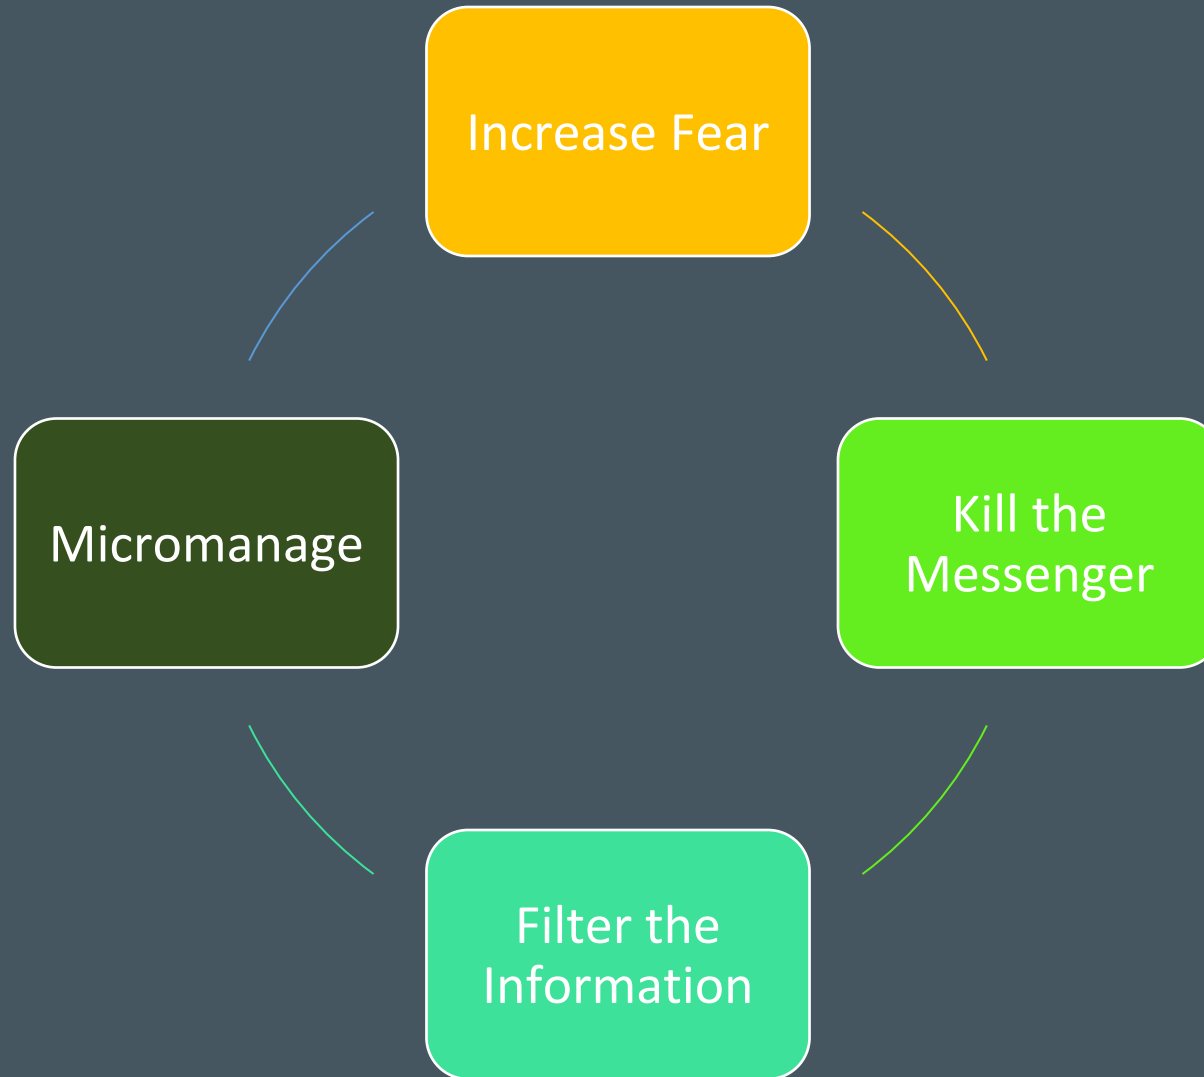 Increase Fear
Kill the
Messenger
Filter the
Information
Micromanage